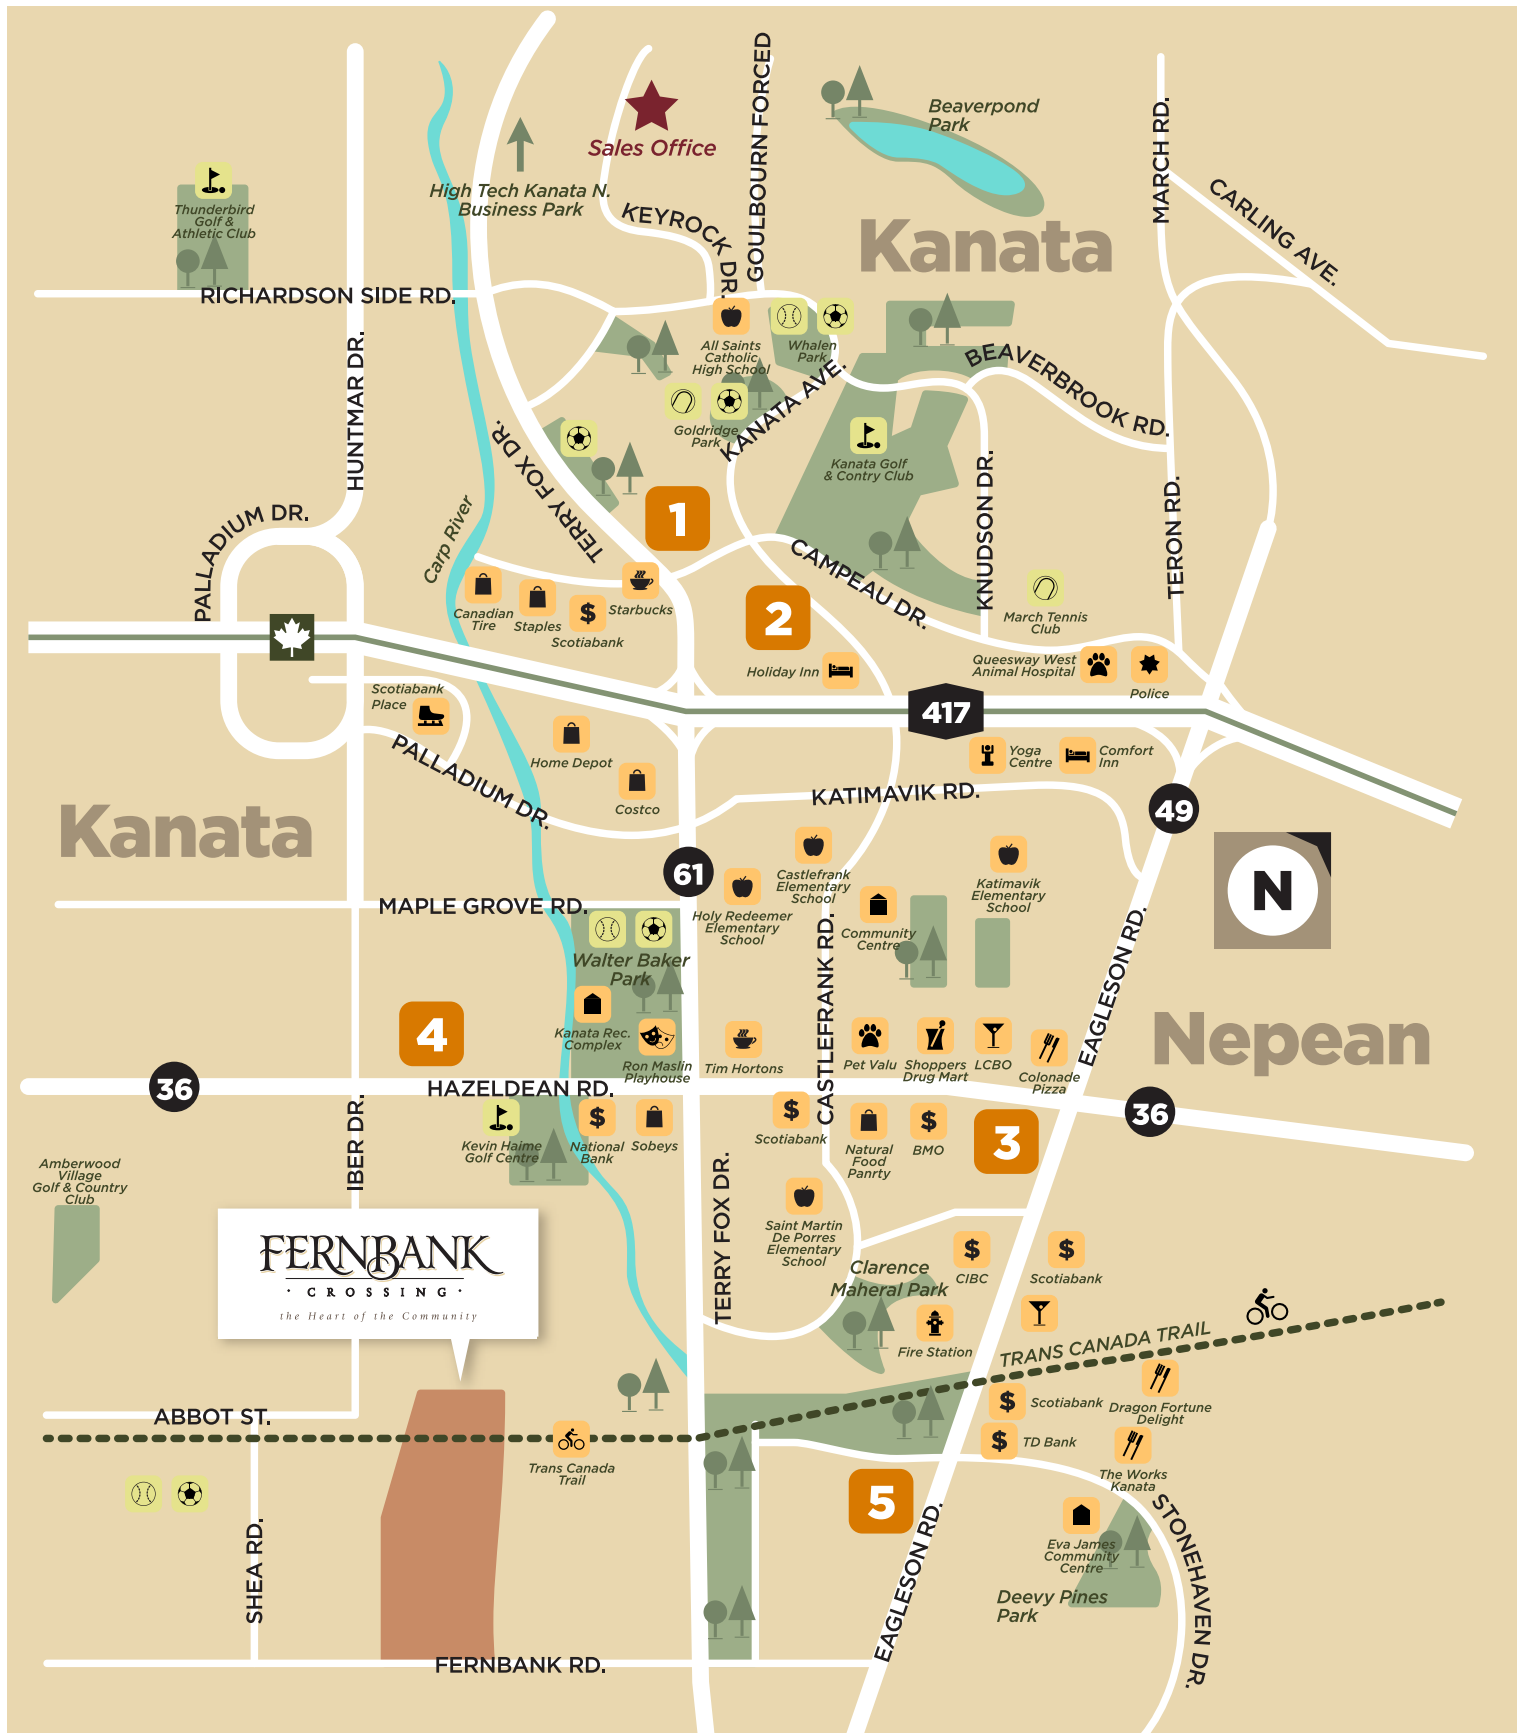 GOULBOURN FORCED
Beaverpond
Park
MARCH RD.
Sales Office
CARLING AVE.
High Tech Kanata N.
Business Park
KEYROCK DR.
Kanata
Thunderbird
Golf &
Athletic Club
RICHARDSON SIDE RD.
HUNTMAR DR.
All Saints
Catholic
High School
Whalen
Park
BEAVERBROOK RD.
KANATA AVE.
Goldridge
Park
TERRY FOX DR.
Kanata Golf
& Contry Club
KNUDSON DR.
TERON RD.
PALLADIUM DR.
Carp River
1
CAMPEAU DR.
2
March Tennis
Club
Canadian
Tire
Staples
Scotiabank
Starbucks
Holiday Inn
Queesway West
Animal Hospital
Police
Scotiabank
Place
417
PALLADIUM DR.
Home Depot
Costco
Yoga
Centre
Comfort
Inn
KATIMAVIK RD.
49
Kanata
61
N
Castlefrank
Elementary
School
Katimavik
Elementary
School
MAPLE GROVE RD.
Holy Redeemer
Elementary
School
Community
Centre
CASTLEFRANK RD.
EAGLESON RD.
Walter Baker
Park
Kanata Rec.
Complex
Ron Maslin
Playhouse
4
Tim Hortons
Pet Valu
Shoppers
Drug Mart
LCBO
Colonade
Pizza
Nepean
36
HAZELDEAN RD.
36
IBER DR.
Kevin Haime
Golf Centre
National
Bank
Sobeys
Scotiabank
Natural
Food
Panrty
BMO
3
Amberwood
Village
Golf & Country
Club
TERRY FOX DR.
Saint Martin
De Porres
Elementary
School
FERNBANK
· CROSSING ·
the Heart of the Community
Clarence
Maheral Park
CIBC
Scotiabank
Fire Station
TRANS CANADA TRAIL
ABBOT ST.
Scotiabank
Dragon Fortune
Delight
TD Bank
Trans Canada
Trail
The Works
Kanata
5
STONEHAVEN DR.
SHEA RD.
EAGLESON RD.
Eva James
Community
Centre
Deevy Pines
Park
FERNBANK RD.